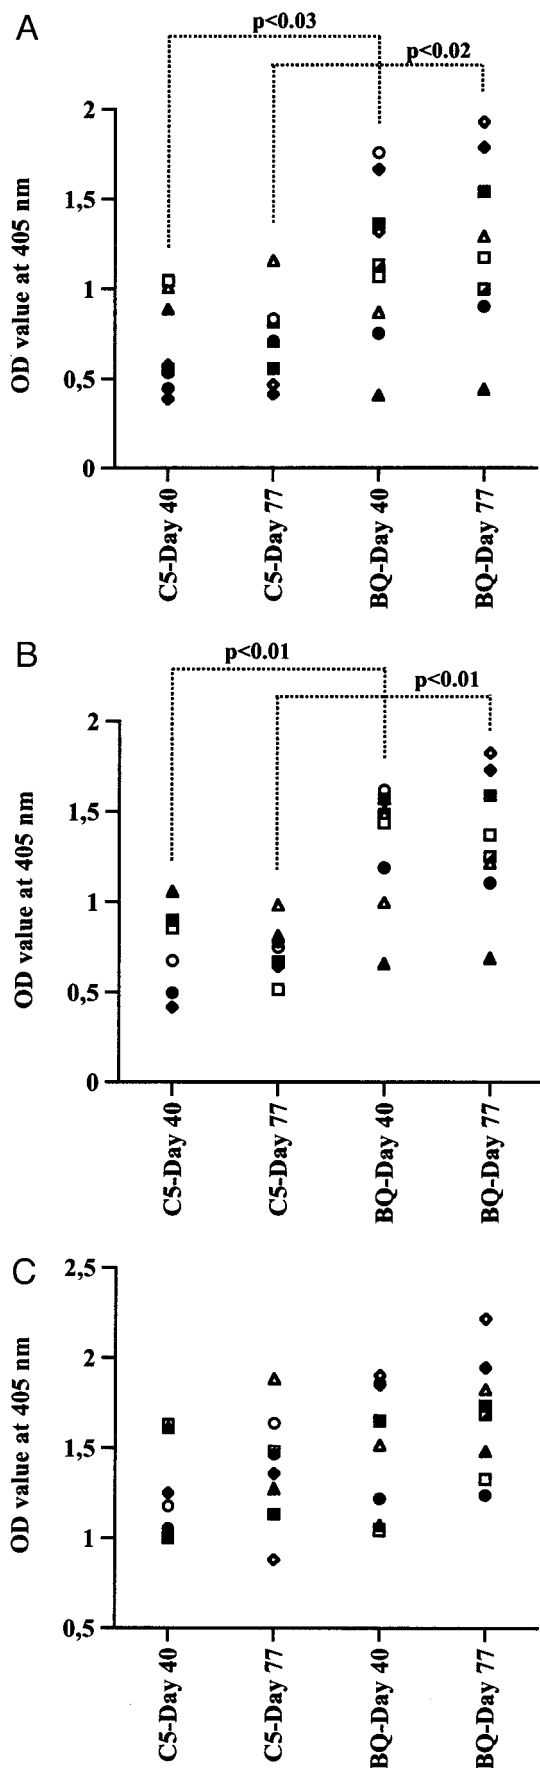 A
p<0.03
p<0.02
2
1,5
1
0,5
0
OD value at 405 nm
C5-Day 40
C5-Day 77
BQ-Day 40
BQ-Day 77
B
p<0.01
p<0.01
2
1,5
1
0,5
0
OD value at 405 nm
C5-Day 40
C5-Day 77
BQ-Day 40
BQ-Day 77
C
2,5
2
1,5
1
0,5
OD value at 405 nm
C5-Day 40
C5-Day 77
BQ-Day 40
BQ-Day 77